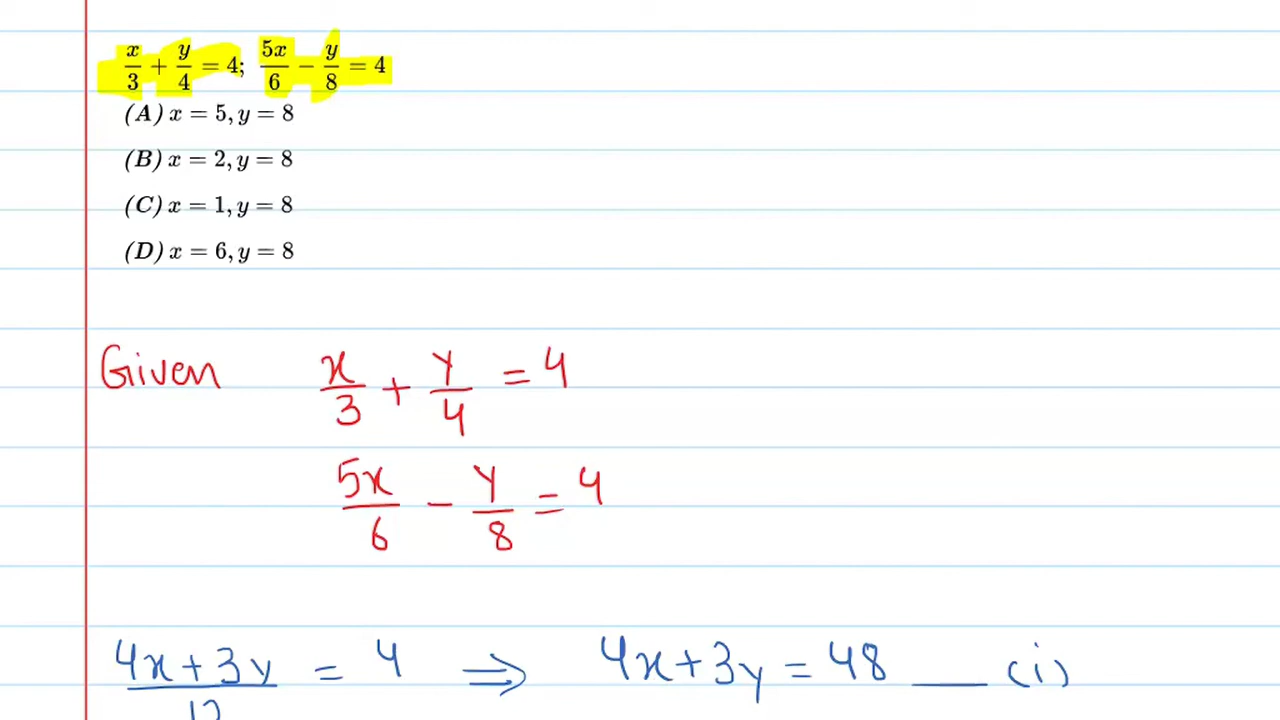 x/3 + y/4 = 4; 5x/6 − y/8 = 4
(A) x = 5, y = 8
(B) x = 2, y = 8
(C) x = 1, y = 8
(D) x = 6, y = 8
Given x/3 + y/4 = 4
5x/6 − y/8 = 4
4x+3y/12 = 4 ⇒ 4x+3y = 48 __ (i)